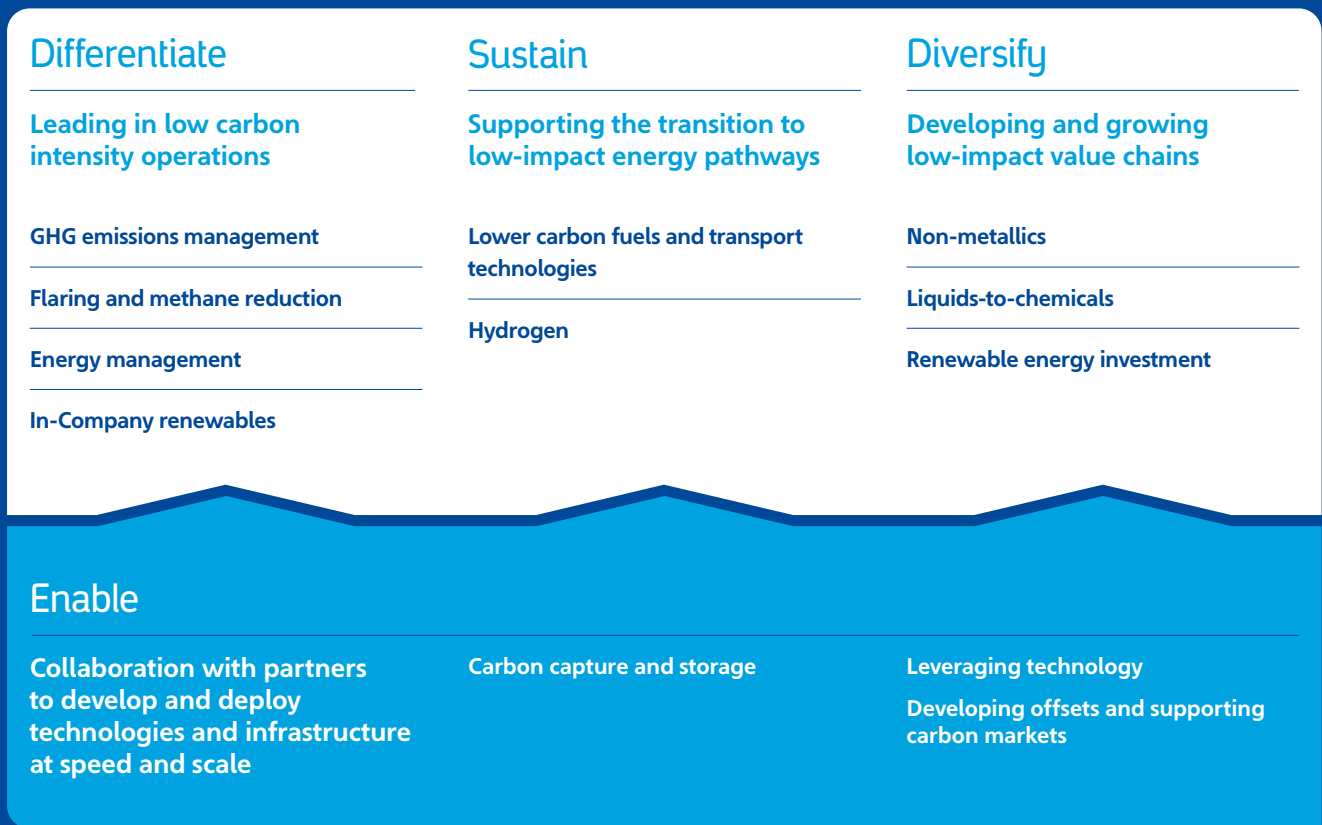 Differentiate
Leading in low carbon
intensity operations
GHG emissions management
Flaring and methane reduction
Energy management
In-Company renewables
Sustain
Supporting the transition to
low-impact energy pathways
Lower carbon fuels and transport
technologies
Hydrogen
Diversify
Developing and growing
low-impact value chains
Non-metallics
Liquids-to-chemicals
Renewable energy investment
Enable
Collaboration with partners
to develop and deploy
technologies and infrastructure
at speed and scale
Carbon capture and storage
Leveraging technology
Developing offsets and supporting
carbon markets